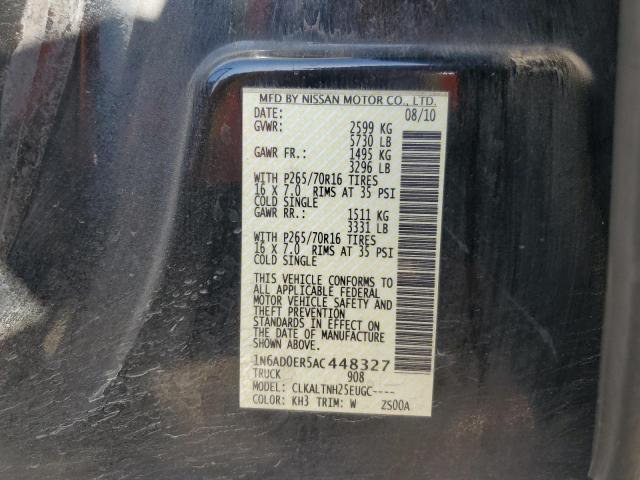 MFD BY NISSAN MOTOR CO., LTD.
DATE: 08/10
GVWR: 2599 KG
5730 LB
GAWR FR.: 1495 KG
3296 LB
WITH P265/70R16 TIRES
16 X 7.0 RIMS AT 35 PSI
COLD SINGLE
GAWR RR.: 1511 KG
3331 LB
WITH P265/70R16 TIRES
16 X 7.0 RIMS AT 35 PSI
COLD SINGLE
THIS VEHICLE CONFORMS TO
ALL APPLICABLE FEDERAL
MOTOR VEHICLE SAFETY AND
THEFT PREVENTION
STANDARDS IN EFFECT ON
THE DATE OF MANUFACTURE
SHOWN ABOVE.
1N6AD0ER5AC448327
TRUCK 908
MODEL: CLKALTNH25EUGC----
COLOR: KH3 TRIM: W ZS00A